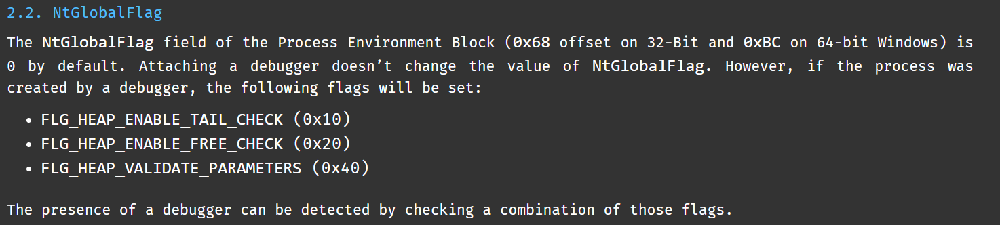 2.2. NtGlobalFlag
The NtGlobalFlag field of the Process Environment Block (0x68 offset on 32-Bit and 0xBC on 64-bit Windows) is
0 by default. Attaching a debugger doesn’t change the value of NtGlobalFlag. However, if the process was
created by a debugger, the following flags will be set:
• FLG_HEAP_ENABLE_TAIL_CHECK (0x10)
• FLG_HEAP_ENABLE_FREE_CHECK (0x20)
• FLG_HEAP_VALIDATE_PARAMETERS (0x40)
The presence of a debugger can be detected by checking a combination of those flags.